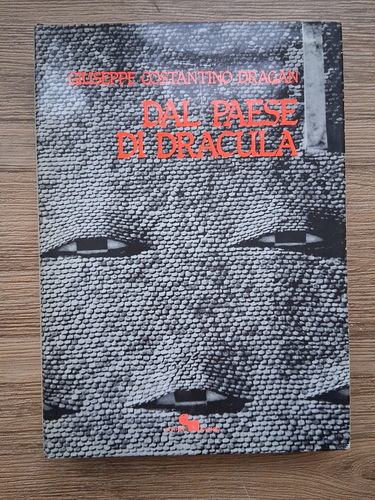 GIUSEPPE COSTANTINO DRAGAN
DAL PAESE
DI DRACULA